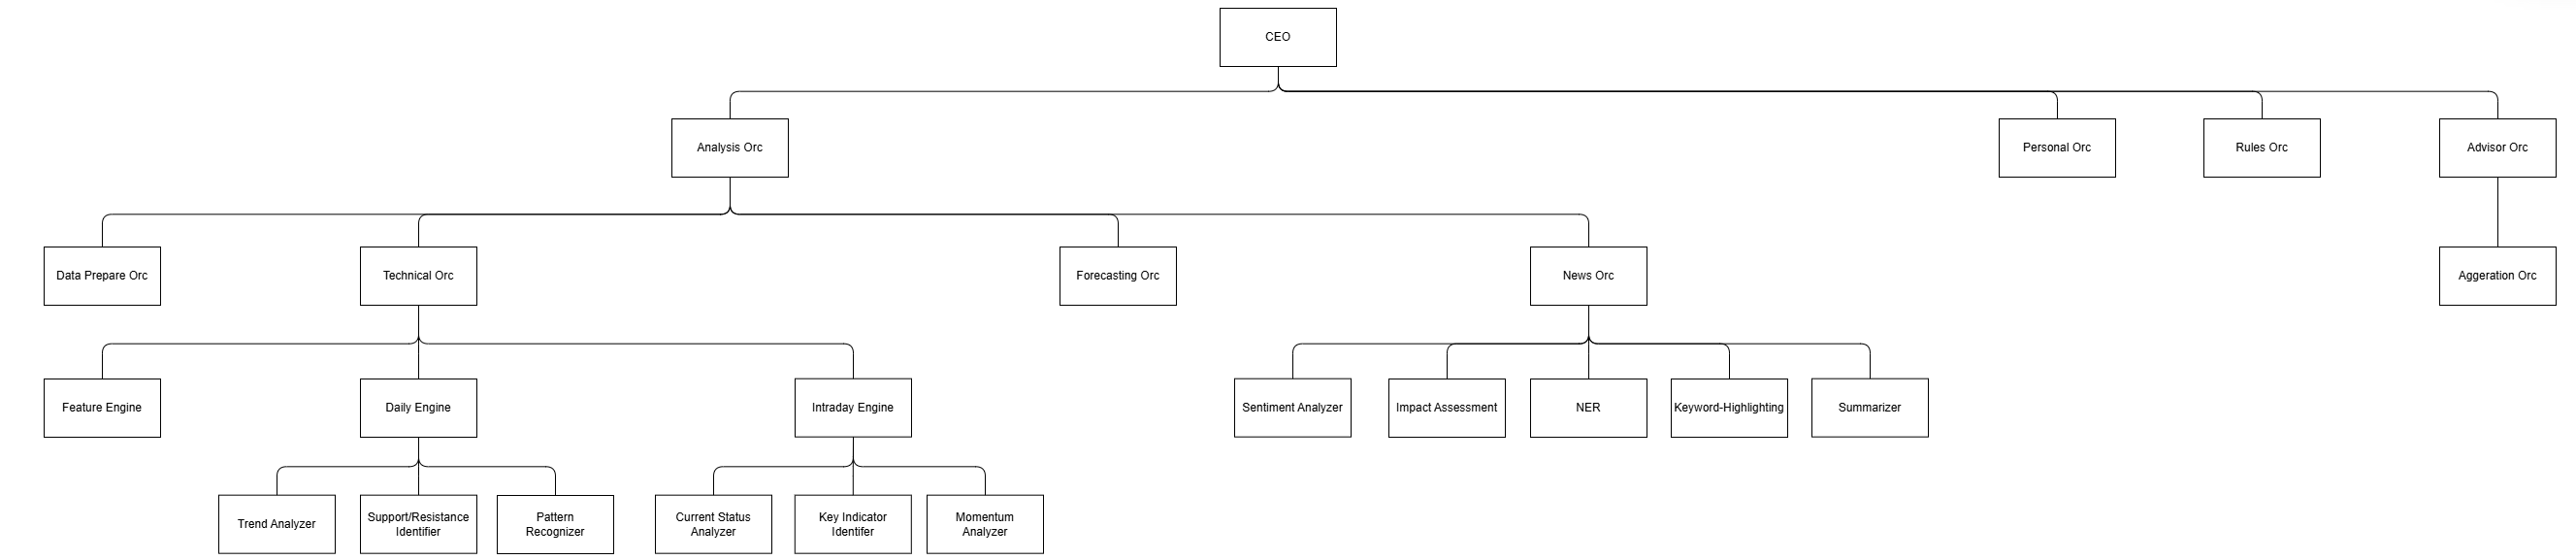 CEO
Analysis Orc
Personal Orc
Rules Orc
Advisor Orc
Data Prepare Orc
Technical Orc
Forecasting Orc
News Orc
Aggeration Orc
Feature Engine
Daily Engine
Intraday Engine
Sentiment Analyzer
Impact Assessment
NER
Keyword-Highlighting
Summarizer
Trend Analyzer
Support/Resistance
Identifier
Pattern
Recognizer
Current Status
Analyzer
Key Indicator
Identifer
Momentum
Analyzer